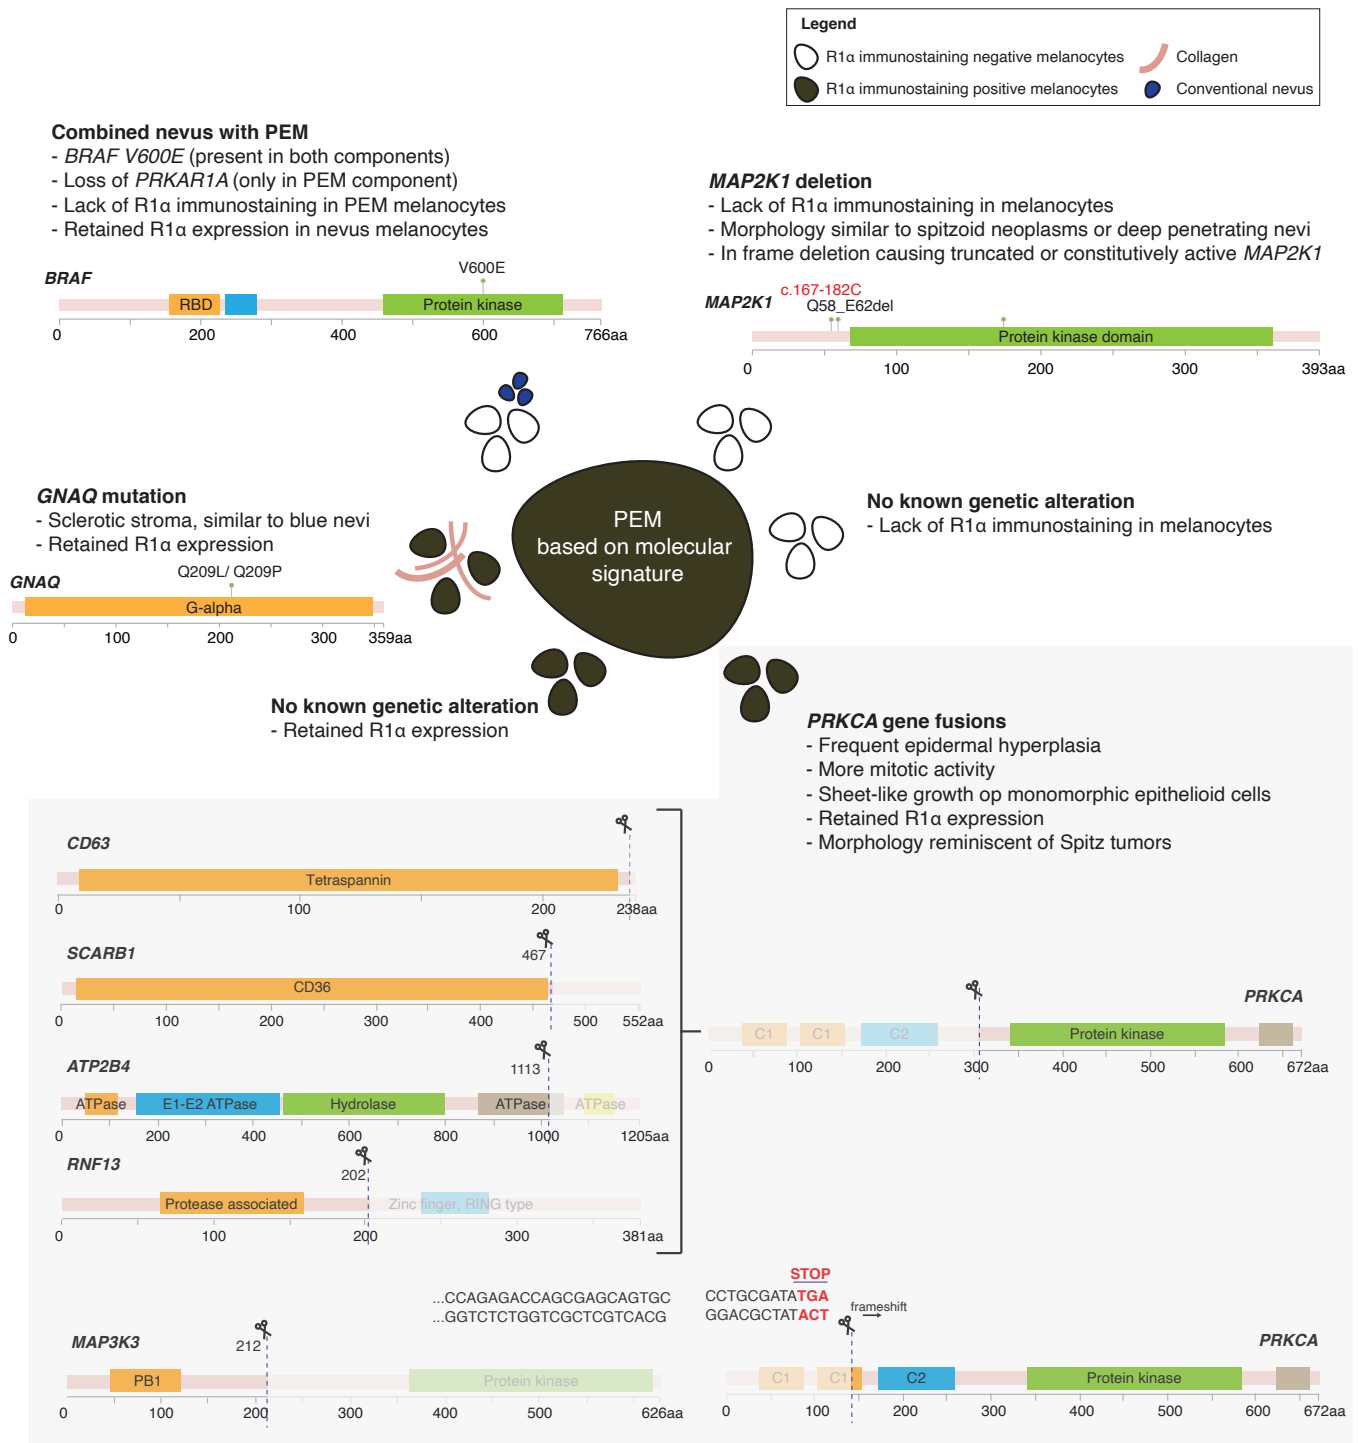 Legend
R1α immunostaining negative melanocytes
Collagen
R1α immunostaining positive melanocytes
Conventional nevus
Combined nevus with PEM
- BRAF V600E (present in both components)
- Loss of PRKAR1A (only in PEM component)
- Lack of R1α immunostaining in PEM melanocytes
- Retained R1α expression in nevus melanocytes
V600E
BRAF
RBD
Protein kinase
0 200 400 600 766aa
MAP2K1 deletion
- Lack of R1α immunostaining in melanocytes
- Morphology similar to spitzoid neoplasms or deep penetrating nevi
- In frame deletion causing truncated or constitutively active MAP2K1
c.167-182C
MAP2K1
Q58_E62del
Protein kinase domain
0 100 200 300 393aa
GNAQ mutation
- Sclerotic stroma, similar to blue nevi
- Retained R1α expression
Q209L/ Q209P
GNAQ
G-alpha
0 100 200 300 359aa
PEM
based on molecular
signature
No known genetic alteration
- Lack of R1α immunostaining in melanocytes
No known genetic alteration
- Retained R1α expression
PRKCA gene fusions
- Frequent epidermal hyperplasia
- More mitotic activity
- Sheet-like growth op monomorphic epithelioid cells
- Retained R1α expression
- Morphology reminiscent of Spitz tumors
CD63
Tetraspannin
0 100 200 238aa
SCARB1
467
CD36
0 100 200 300 400 500 552aa
ATP2B4
1113
ATPase E1-E2 ATPase Hydrolase ATPase ATPase
0 200 400 600 800 1000 1205aa
RNF13
202
Protease associated
Zinc finger, RING type
0 100 200 300 381aa
PRKCA
C1 C1 C2 Protein kinase
0 100 200 300 400 500 600 672aa
STOP
...CCAGAGACCAGCGAGCAGTGC CCTGCGATATGA
...GGTCTCTGGTCGCTCGTCACG GGACGCTATACT
frameshift
MAP3K3
212
PB1
Protein kinase
0 100 200 300 400 500 626aa
PRKCA
C1 C1 C2 Protein kinase
0 100 200 300 400 500 600 672aa